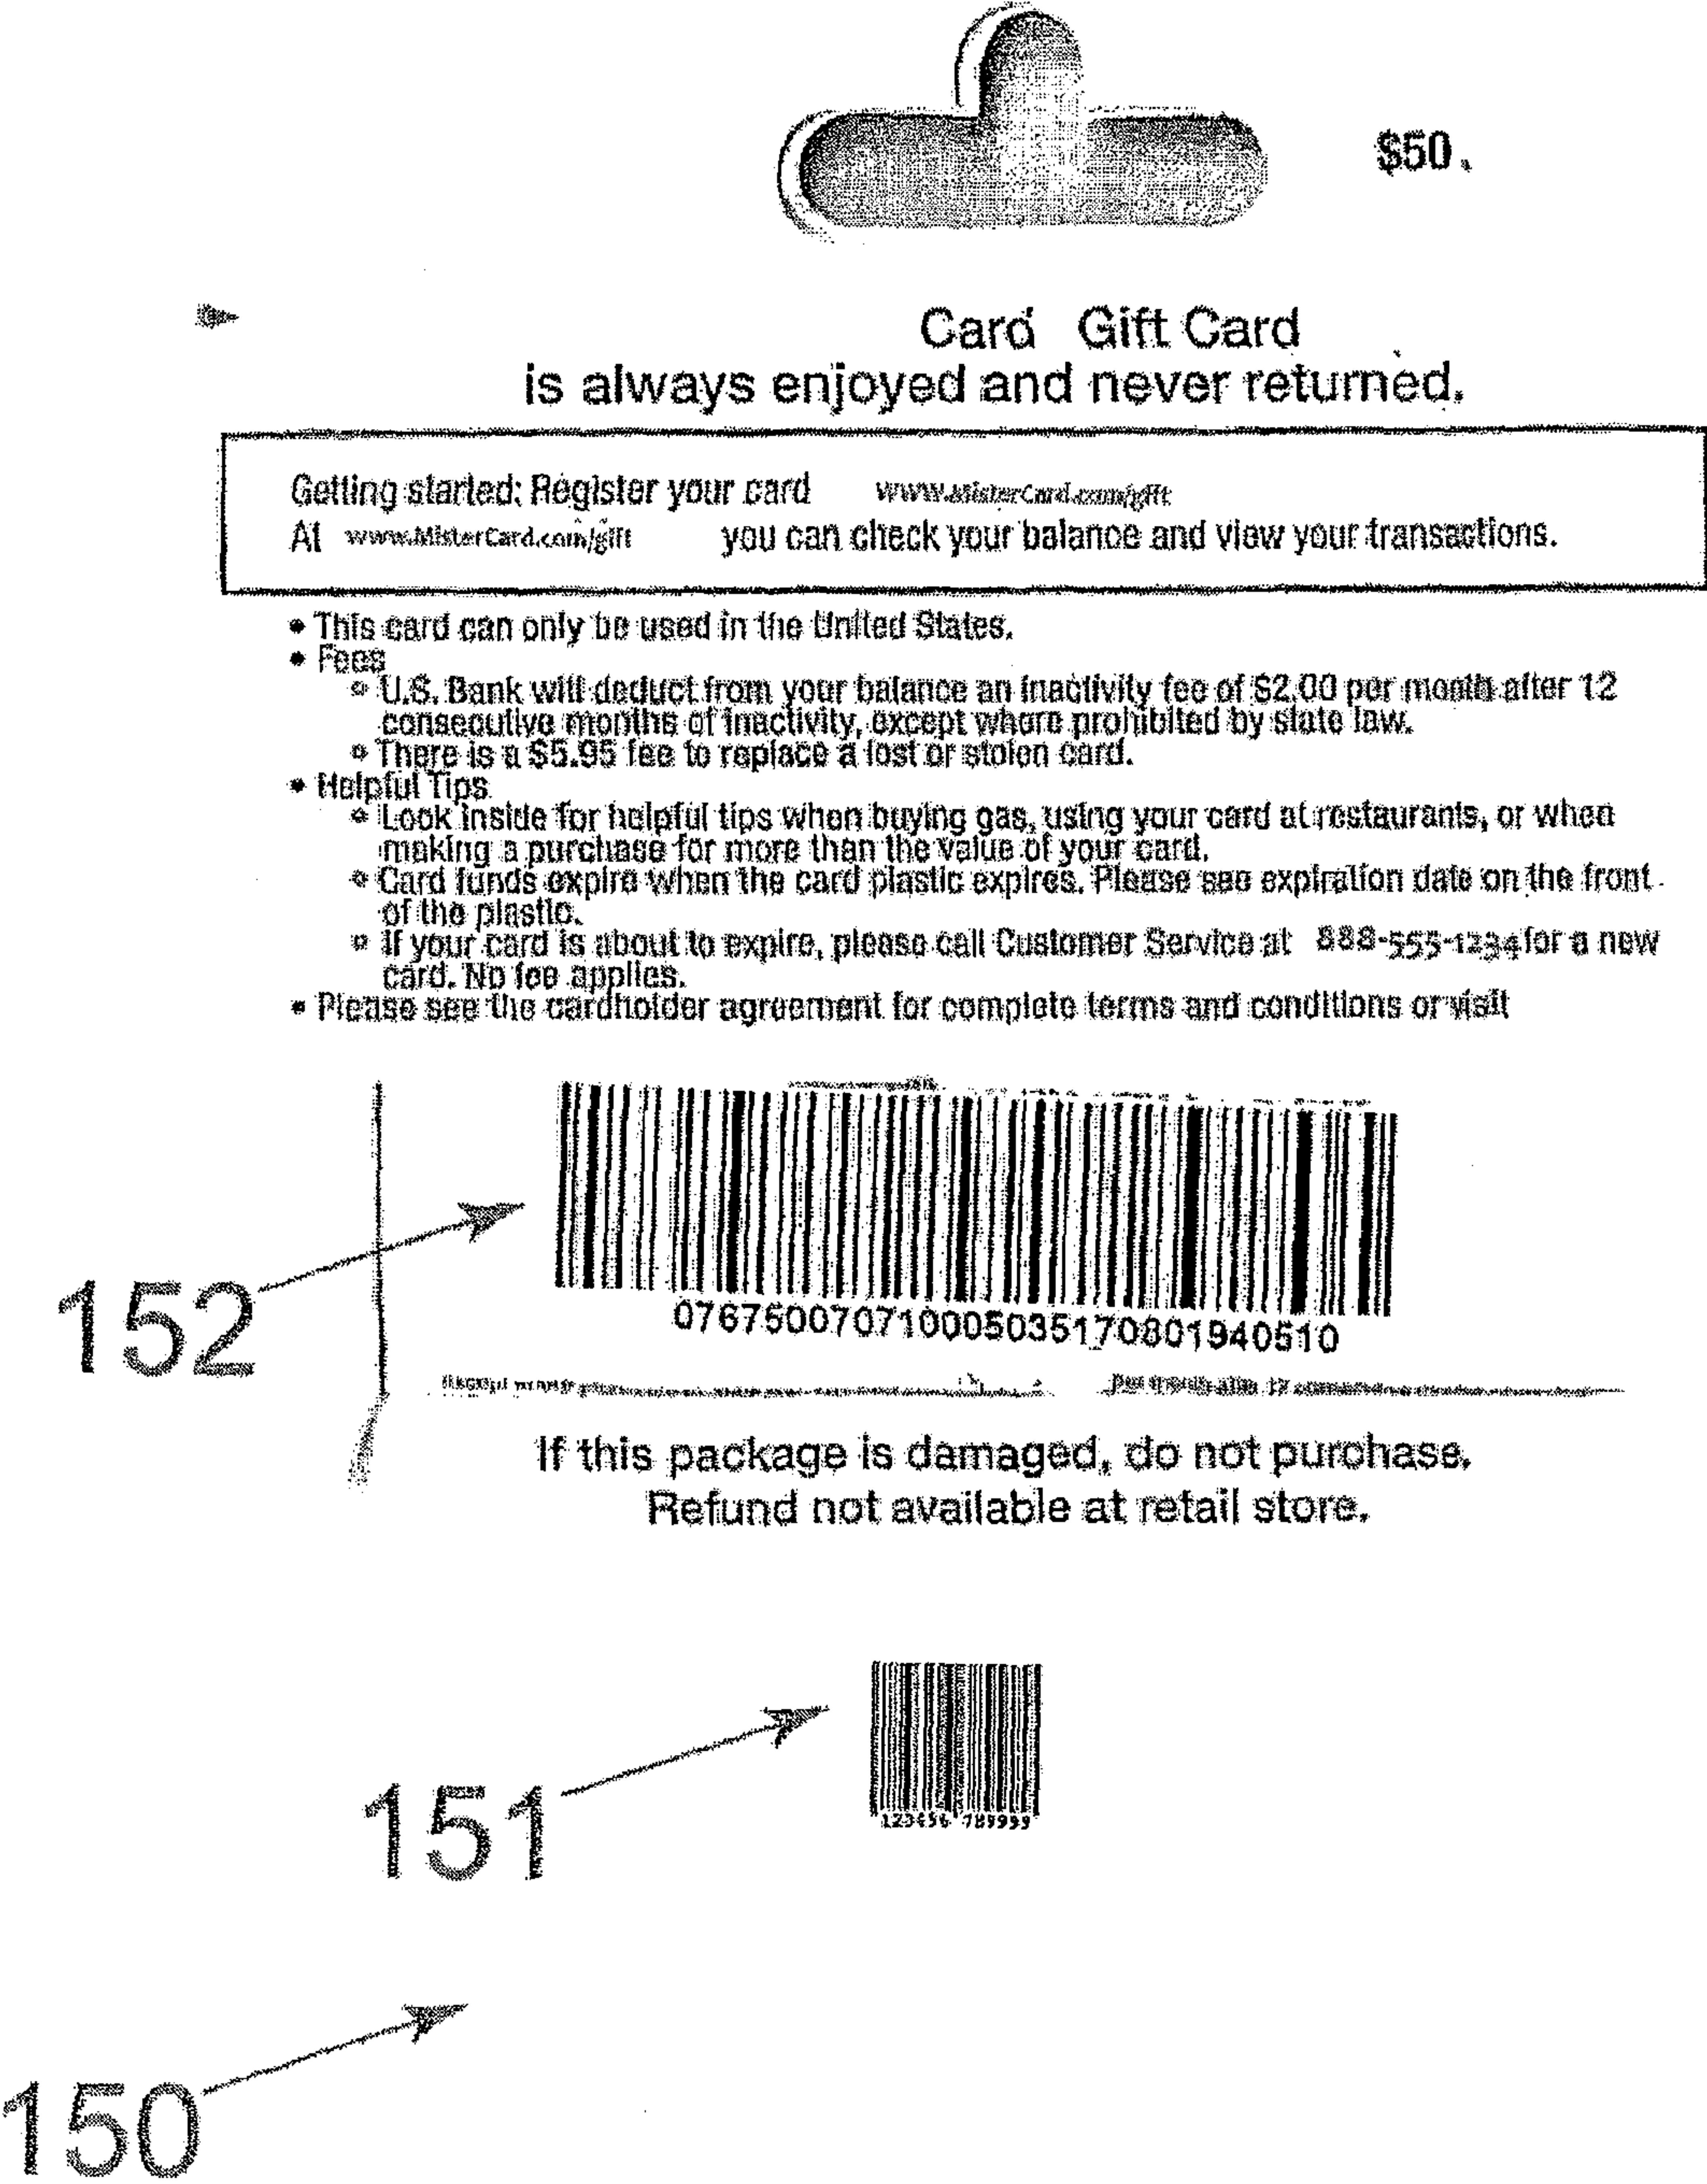 $50.
Card Gift Card
is always enjoyed and never returned.
Getting started: Register your card www.MisterCard.com/gift
At www.MisterCard.com/gift you can check your balance and view your transactions.
• This card can only be used in the United States.
• Fees
o U.S. Bank will deduct from your balance an inactivity fee of $2.00 per month after 12
consecutive months of inactivity, except where prohibited by state law.
o There is a $5.95 fee to replace a lost or stolen card.
• Helpful Tips
o Look inside for helpful tips when buying gas, using your card at restaurants, or when
making a purchase for more than the value of your card.
o Card funds expire when the card plastic expires. Please see expiration date on the front
of the plastic.
o If your card is about to expire, please call Customer Service at 888-555-1234 for a new
card. No fee applies.
• Please see the cardholder agreement for complete terms and conditions or visit
152
076750070710005035170801940510
If this package is damaged, do not purchase.
Refund not available at retail store.
151
123456 789999
150